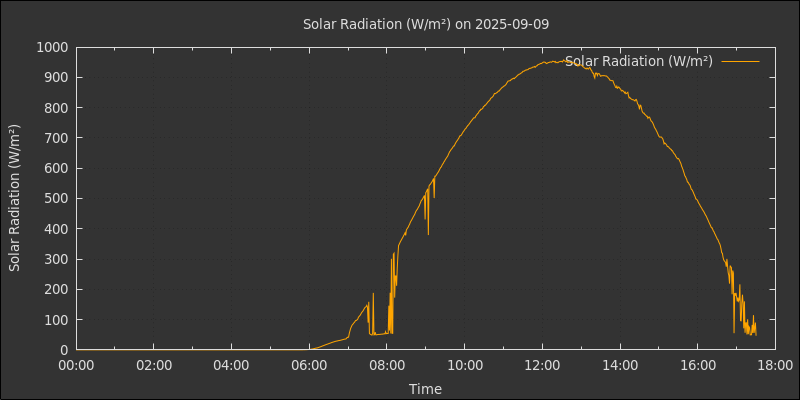 Solar Radiation (W/m²) on 2025-09-09
Solar Radiation (W/m²)
Solar Radiation (W/m²)
1000
900
800
700
600
500
400
300
200
100
0
00:00 02:00 04:00 06:00 08:00 10:00 12:00 14:00 16:00 18:00
Time